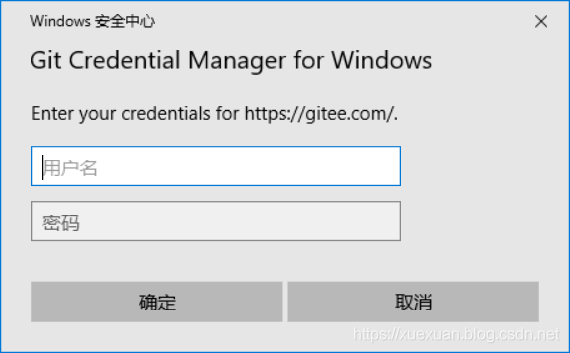 Windows 安全中心
Git Credential Manager for Windows
Enter your credentials for https://gitee.com/.
用户名
密码
确定 取消
https://xuexuan.blog.csdn.net